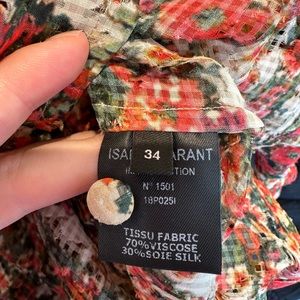 34
ISA ARANT
N° 1501
18P025I
TISSU FABRIC
70%VISCOSE
30%SOIE SILK